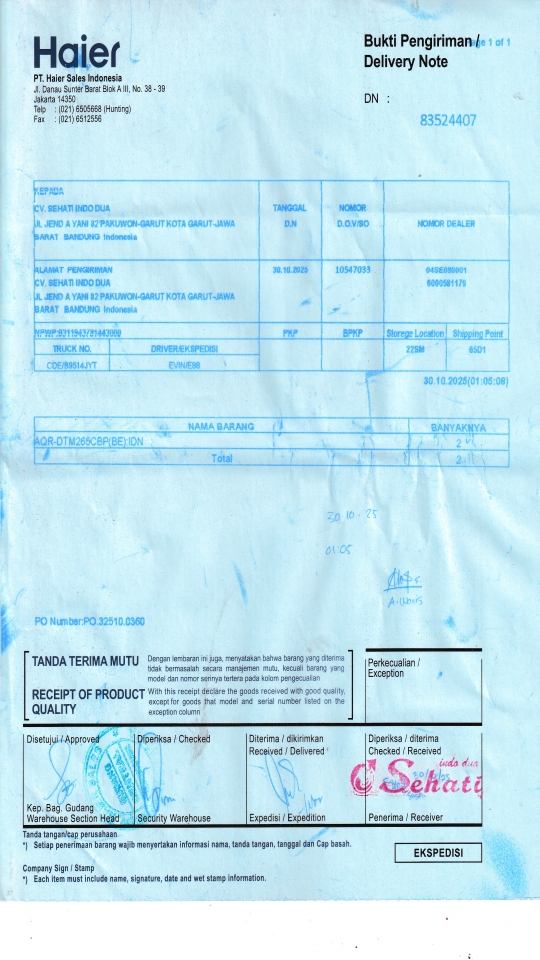 Haier
Bukti Pengiriman / Page 1 of 1
Delivery Note
PT. Haier Sales Indonesia
Jl. Danau Sunter Barat Blok A III, No. 38 - 39
Jakarta 14350
Telp : (021) 6505668 (Hunting)
Fax : (021) 6512556
DN :
83524407
KEPADA
CV. SEHATI INDO DUA
JL JEND A YANI 82 PAKUWON-GARUT KOTA GARUT-JAWA
BARAT BANDUNG Indonesia
TANGGAL
D.N
NOMOR
D.O.V/SO
NOMOR DEALER
ALAMAT PENGIRIMAN
CV. SEHATI INDO DUA
JL JEND A YANI 82 PAKUWON-GARUT KOTA GARUT-JAWA
BARAT BANDUNG Indonesia
30.10.2025
10547033
PKP
BPKP
Storege Location
Shipping Point
TRUCK NO.
DRIVER/EKSPEDISI
22SM
65D1
CDE/B9514JYT
EVIN/E98
30.10.2025(01:05:08)
NAMA BARANG
BANYAKNYA
AQR-DTM265CBP(BE):IDN
2
Total
2
30 10 - 25
01:05
PO Number:PO.32510.0360
TANDA TERIMA MUTU
Dengan lembaran ini juga, menyatakan bahwa barang yang diterima
tidak bermasalah secara manajemen mutu, kecuali barang yang
model dan nomor serinya tertera pada kolom pengecualian
RECEIPT OF PRODUCT
QUALITY
With this receipt declare the goods received with good quality,
except for goods that model and serial number listed on the
exception column
Perkecualian /
Exception
Disetujui / Approved
Diperiksa / Checked
Diterima / dikirimkan
Received / Delivered
Diperiksa / diterima
Checked / Received
indo dua
Sehati
Kep. Bag. Gudang
Warehouse Section Head
Security Warehouse
Expedisi / Expedition
Penerima / Receiver
Tanda tangan/cap perusahaan
*) Setiap penerimaan barang wajib menyertakan informasi nama, tanda tangan, tanggal dan Cap basah.
EKSPEDISI
Company Sign / Stamp
*) Each item must include name, signature, date and wet stamp information.